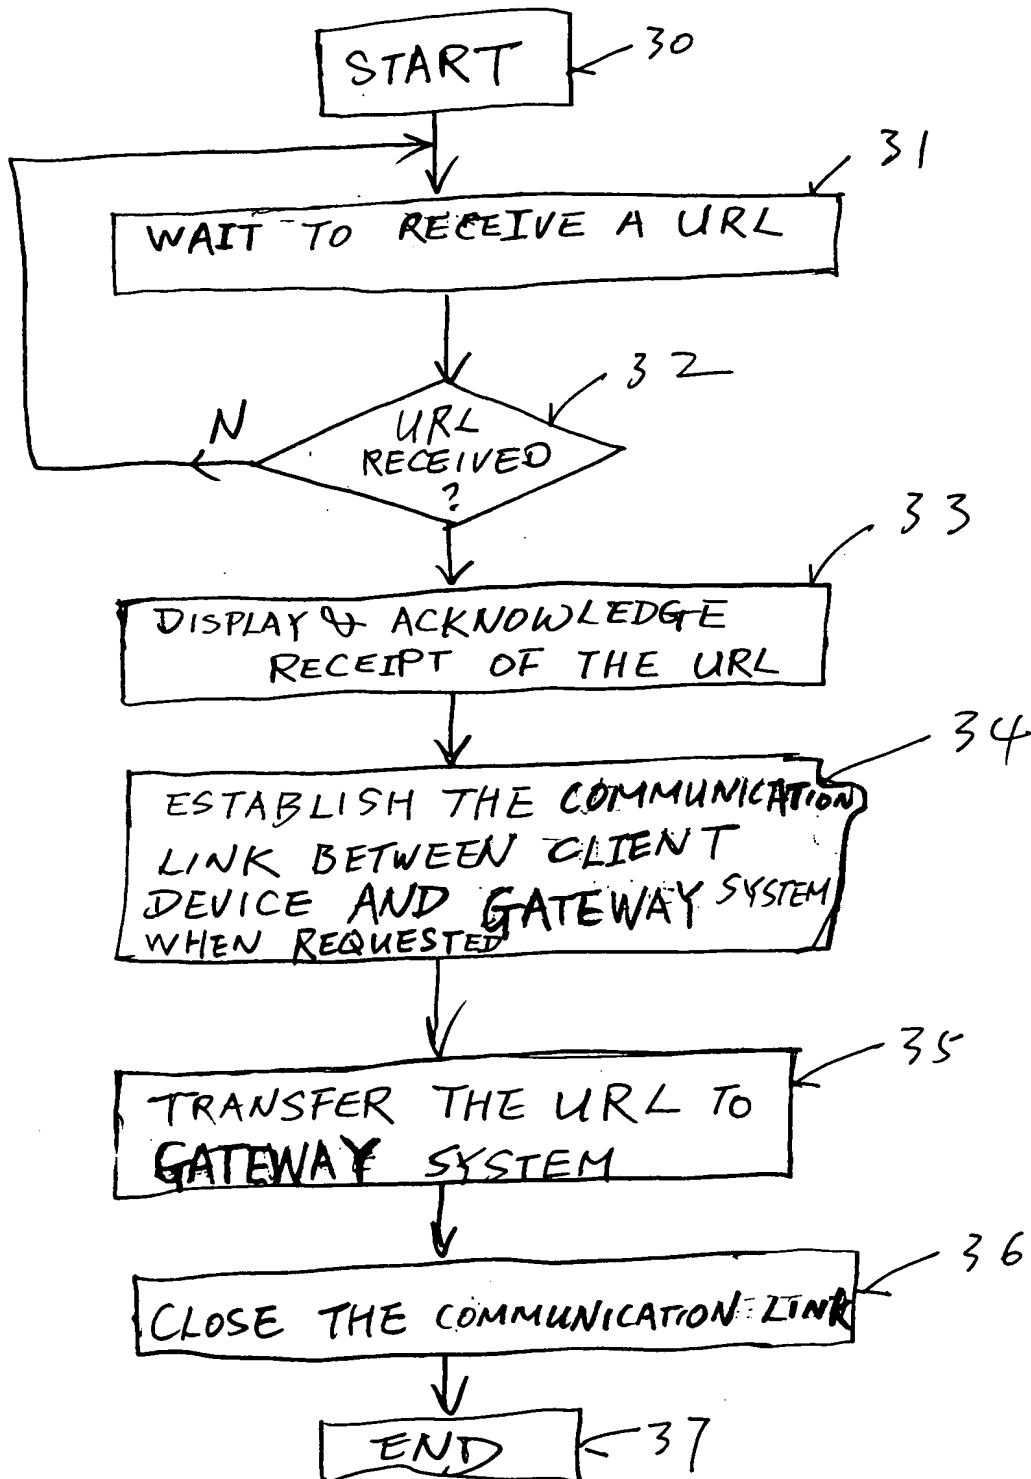 START
30
31
WAIT TO RECEIVE A URL
32
N
URL
RECEIVED
?
33
DISPLAY & ACKNOWLEDGE
RECEIPT OF THE URL
34
ESTABLISH THE COMMUNICATION
LINK BETWEEN CLIENT
DEVICE AND GATEWAY SYSTEM
WHEN REQUESTED
35
TRANSFER THE URL TO
GATEWAY SYSTEM
36
CLOSE THE COMMUNICATION LINK
END
37